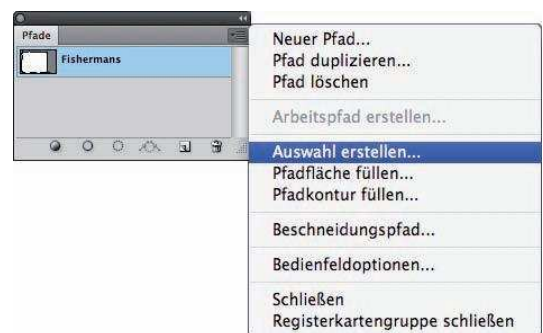 Pfade
Fishermans
Neuer Pfad...
Pfad duplizieren...
Pfad löschen
Arbeitspfad erstellen...
Auswahl erstellen...
Pfadfläche füllen...
Pfadkontur füllen...
Beschneidungspfad...
Bedienfeldoptionen...
Schließen
Registerkartengruppe schließen